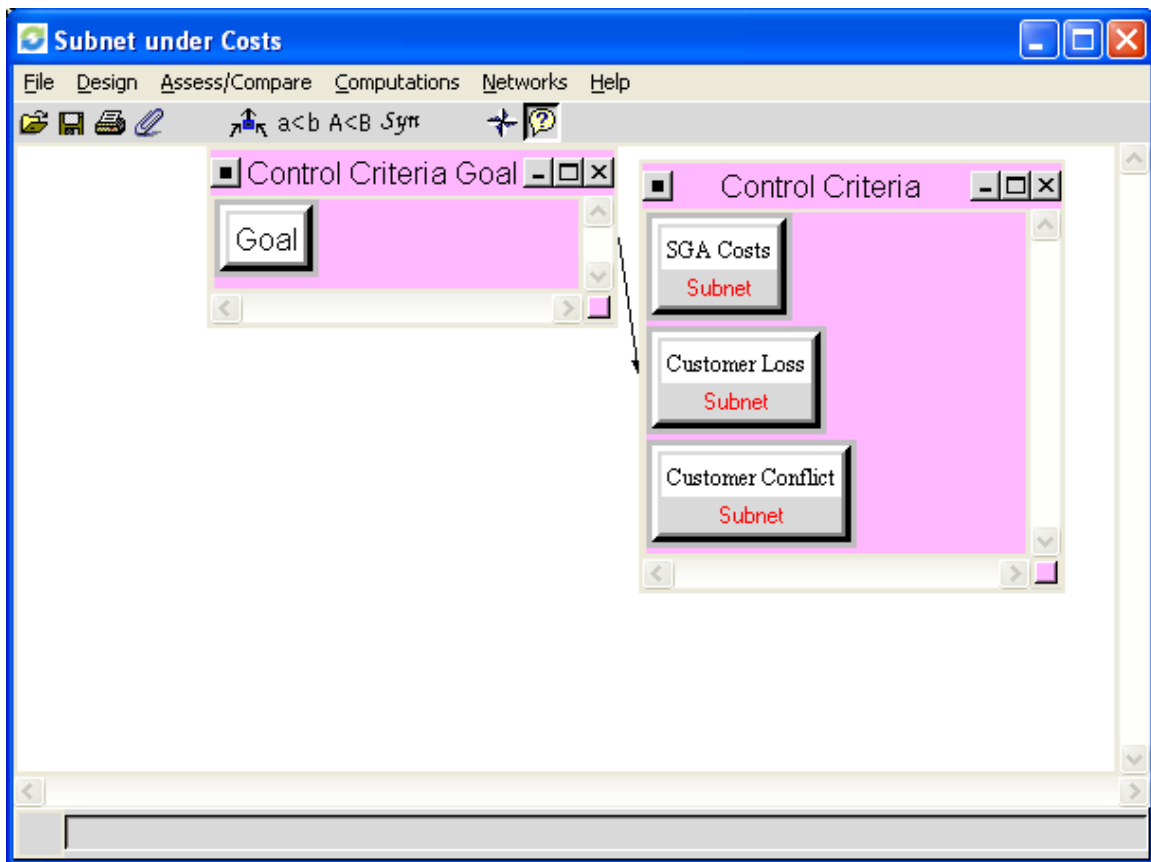 Subnet under Costs
File Design Assess/Compare Computations Networks Help
a<b A<B Syn
Control Criteria Goal
Goal
Control Criteria
SGA Costs
Subnet
Customer Loss
Subnet
Customer Conflict
Subnet